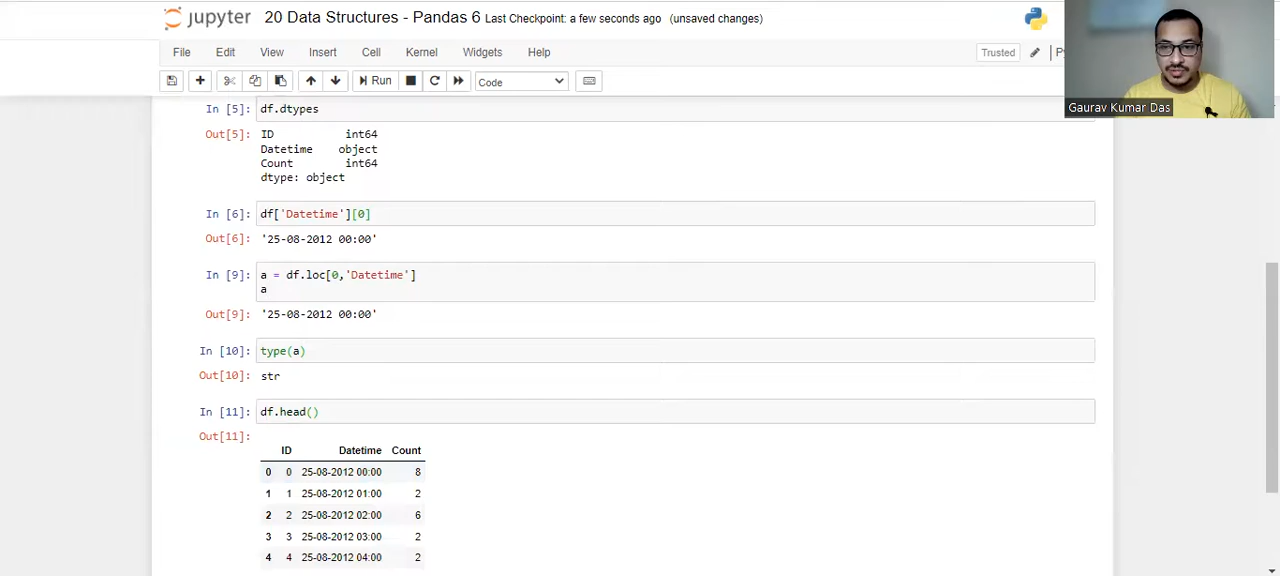 jupyter 20 Data Structures - Pandas 6 Last Checkpoint: a few seconds ago (unsaved changes)
File Edit View Insert Cell Kernel Widgets Help Trusted
Run Code
Gaurav Kumar Das
In [5]: df.dtypes
Out[5]: ID int64
Datetime object
Count int64
dtype: object
In [6]: df['Datetime'][0]
Out[6]: '25-08-2012 00:00'
In [9]: a = df.loc[0,'Datetime']
a
Out[9]: '25-08-2012 00:00'
In [10]: type(a)
Out[10]: str
In [11]: df.head()
Out[11]:
ID Datetime Count
0 0 25-08-2012 00:00 8
1 1 25-08-2012 01:00 2
2 2 25-08-2012 02:00 6
3 3 25-08-2012 03:00 2
4 4 25-08-2012 04:00 2